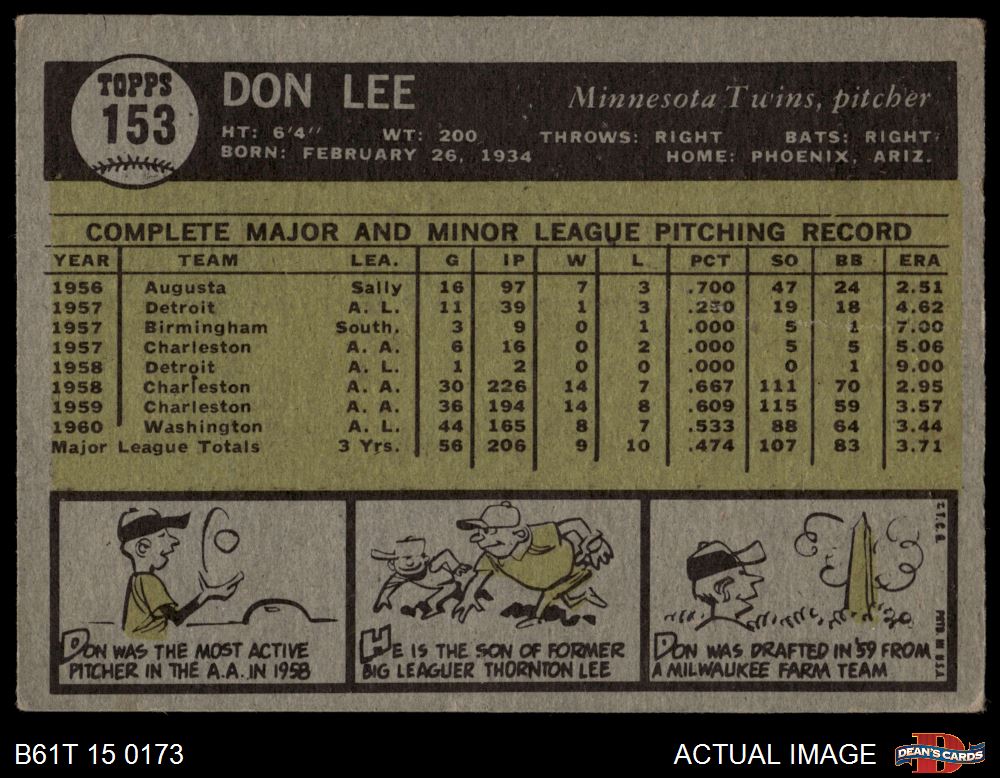 TOPPS
153
DON LEE
Minnesota Twins, pitcher
HT: 6'4" WT: 200 THROWS: RIGHT BATS: RIGHT
BORN: FEBRUARY 26, 1934 HOME: PHOENIX, ARIZ.
COMPLETE MAJOR AND MINOR LEAGUE PITCHING RECORD
YEAR TEAM LEA. G IP W L PCT SO BB ERA
1956 Augusta Sally 16 97 7 3 .700 47 24 2.51
1957 Detroit A. L. 11 39 1 3 .250 19 18 4.62
1957 Birmingham South. 3 9 0 1 .000 5 1 7.00
1957 Charleston A. A. 6 16 0 2 .000 5 5 5.06
1958 Detroit A. L. 1 2 0 0 .000 0 1 9.00
1958 Charleston A. A. 30 226 14 7 .667 111 70 2.95
1959 Charleston A. A. 36 194 14 8 .609 115 59 3.57
1960 Washington A. L. 44 165 8 7 .533 88 64 3.44
Major League Totals 3 Yrs. 56 206 9 10 .474 107 83 3.71
DON WAS THE MOST ACTIVE
PITCHER IN THE A.A. IN 1958
HE IS THE SON OF FORMER
BIG LEAGUER THORNTON LEE
DON WAS DRAFTED IN '59 FROM
A MILWAUKEE FARM TEAM
© T.C.G. PRTD. IN U.S.A.
B61T 15 0173
ACTUAL IMAGE
DEAN'S CARDS